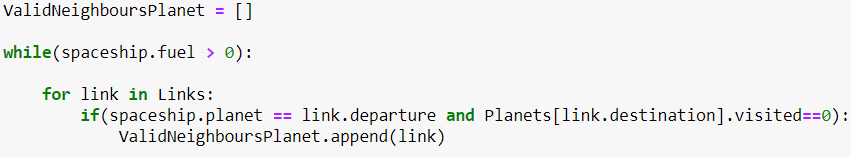 ValidNeighboursPlanet = []
while(spaceship.fuel > 0):
for link in Links:
if(spaceship.planet == link.departure and Planets[link.destination].visited==0):
ValidNeighboursPlanet.append(link)